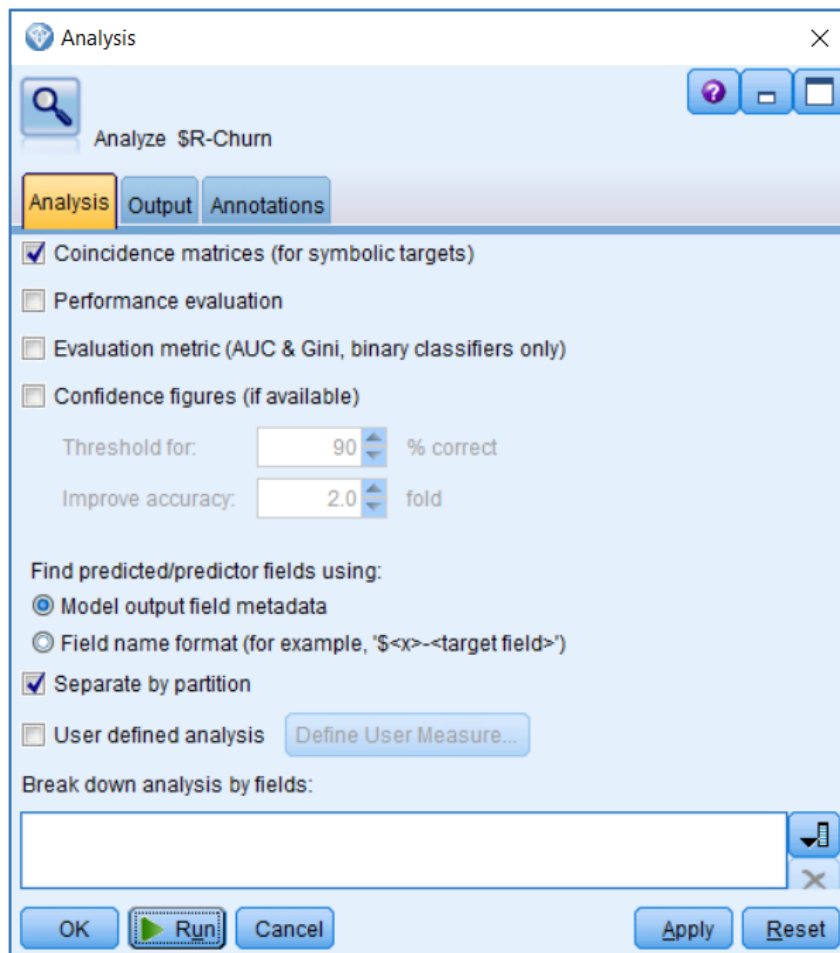 Analysis
Analyze $R-Churn
Analysis Output Annotations
Coincidence matrices (for symbolic targets)
Performance evaluation
Evaluation metric (AUC & Gini, binary classifiers only)
Confidence figures (if available)
Threshold for: 90 % correct
Improve accuracy: 2.0 fold
Find predicted/predictor fields using:
Model output field metadata
Field name format (for example, '$<x>-<target field>')
Separate by partition
User defined analysis Define User Measure...
Break down analysis by fields:
OK Run Cancel Apply Reset